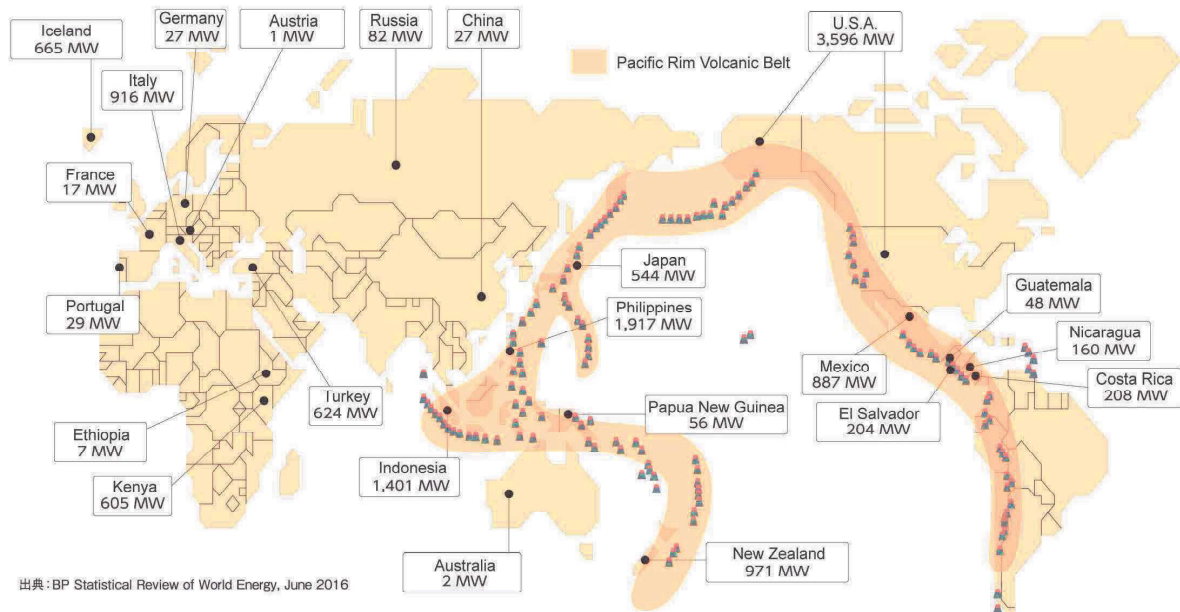 Iceland
665 MW
Germany
27 MW
Austria
1 MW
Russia
82 MW
China
27 MW
U.S.A.
3,596 MW
Pacific Rim Volcanic Belt
Italy
916 MW
France
17 MW
Portugal
29 MW
Japan
544 MW
Philippines
1,917 MW
Guatemala
48 MW
Nicaragua
160 MW
Mexico
887 MW
Costa Rica
208 MW
El Salvador
204 MW
Turkey
624 MW
Papua New Guinea
56 MW
Ethiopia
7 MW
Kenya
605 MW
Indonesia
1,401 MW
Australia
2 MW
New Zealand
971 MW
出典:BP Statistical Review of World Energy, June 2016